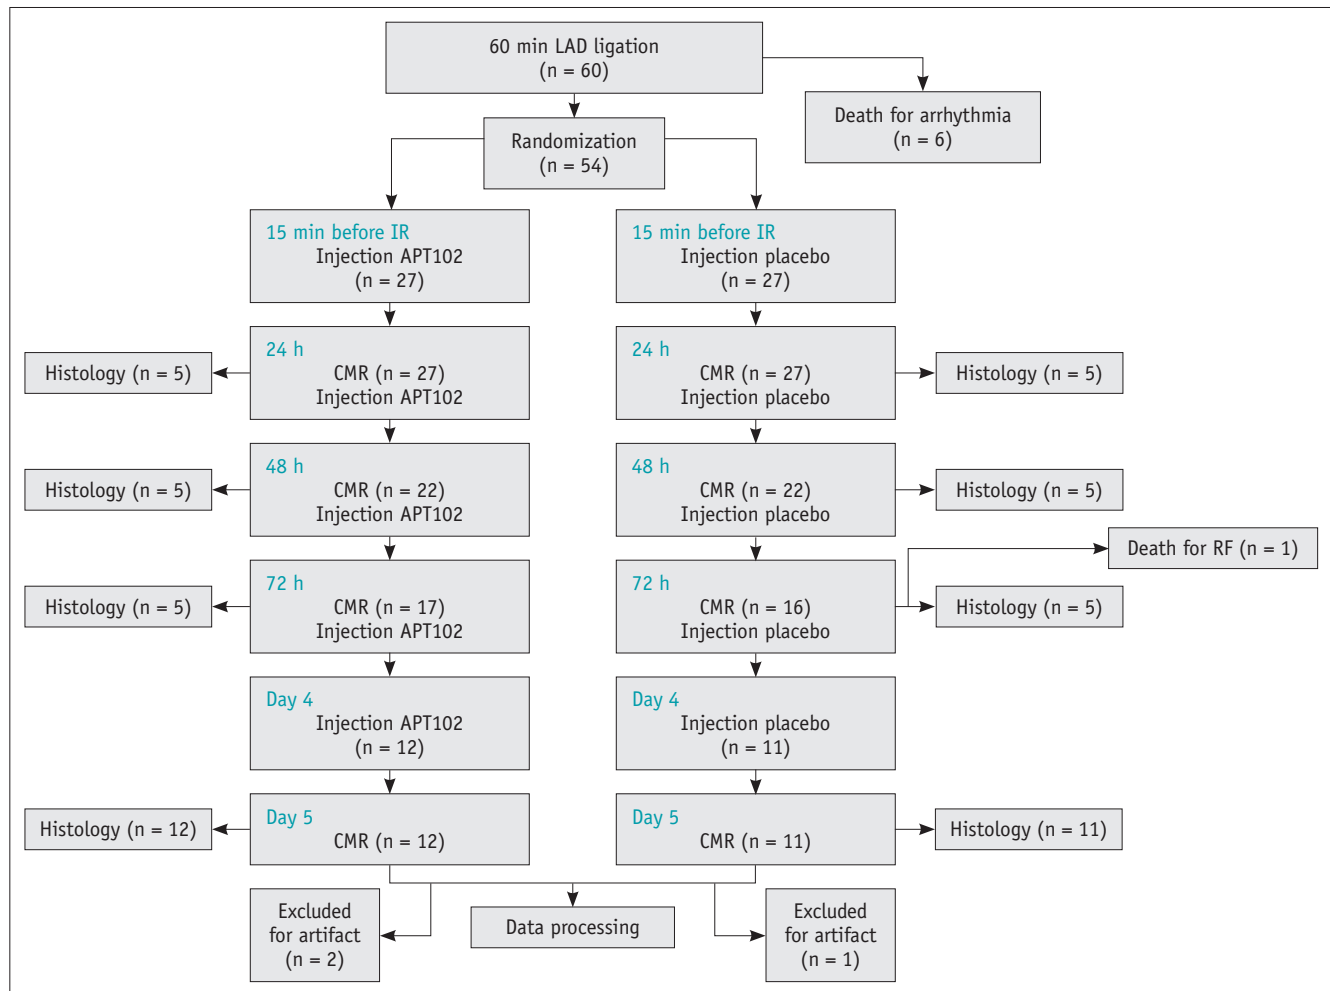 60 min LAD ligation
(n = 60)
Death for arrhythmia
(n = 6)
Randomization
(n = 54)
15 min before IR
Injection APT102
(n = 27)
15 min before IR
Injection placebo
(n = 27)
Histology (n = 5)
24 h
CMR (n = 27)
Injection APT102
24 h
CMR (n = 27)
Injection placebo
Histology (n = 5)
Histology (n = 5)
48 h
CMR (n = 22)
Injection APT102
48 h
CMR (n = 22)
Injection placebo
Histology (n = 5)
Death for RF (n = 1)
Histology (n = 5)
72 h
CMR (n = 17)
Injection APT102
72 h
CMR (n = 16)
Injection placebo
Histology (n = 5)
Day 4
Injection APT102
(n = 12)
Day 4
Injection placebo
(n = 11)
Histology (n = 12)
Day 5
CMR (n = 12)
Day 5
CMR (n = 11)
Histology (n = 11)
Excluded
for artifact
(n = 2)
Data processing
Excluded
for artifact
(n = 1)